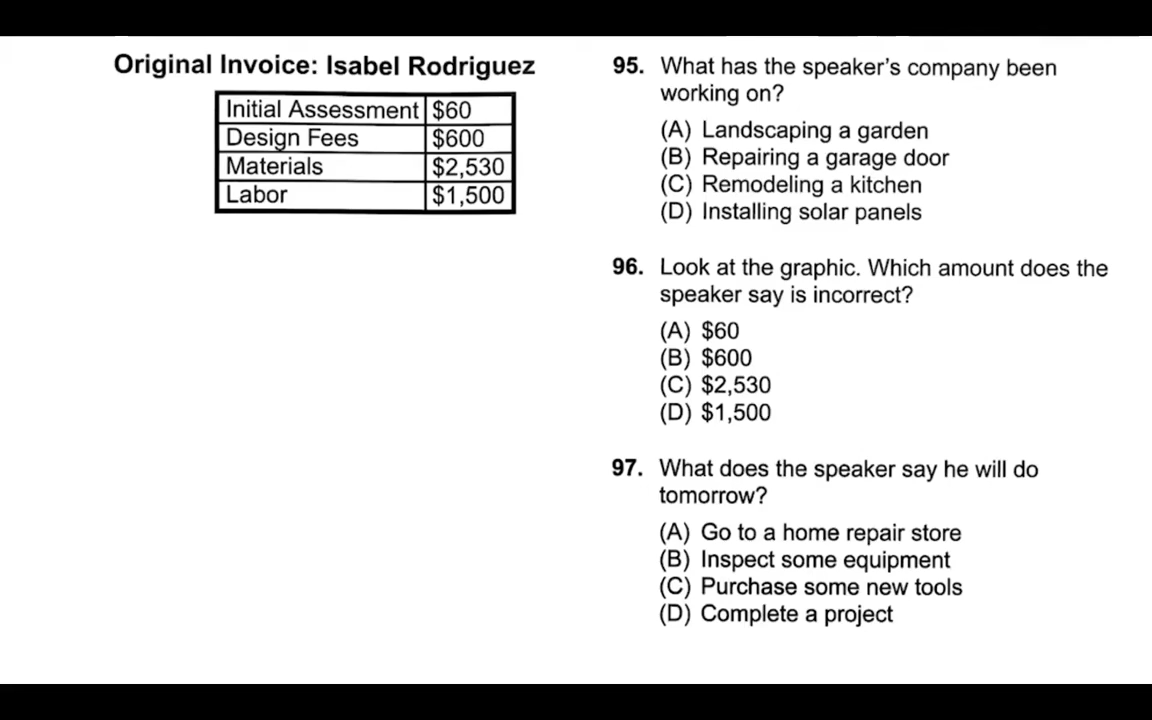 Original Invoice: Isabel Rodriguez
Initial Assessment $60
Design Fees $600
Materials $2,530
Labor $1,500
95. What has the speaker's company been
working on?
(A) Landscaping a garden
(B) Repairing a garage door
(C) Remodeling a kitchen
(D) Installing solar panels
96. Look at the graphic. Which amount does the
speaker say is incorrect?
(A) $60
(B) $600
(C) $2,530
(D) $1,500
97. What does the speaker say he will do
tomorrow?
(A) Go to a home repair store
(B) Inspect some equipment
(C) Purchase some new tools
(D) Complete a project